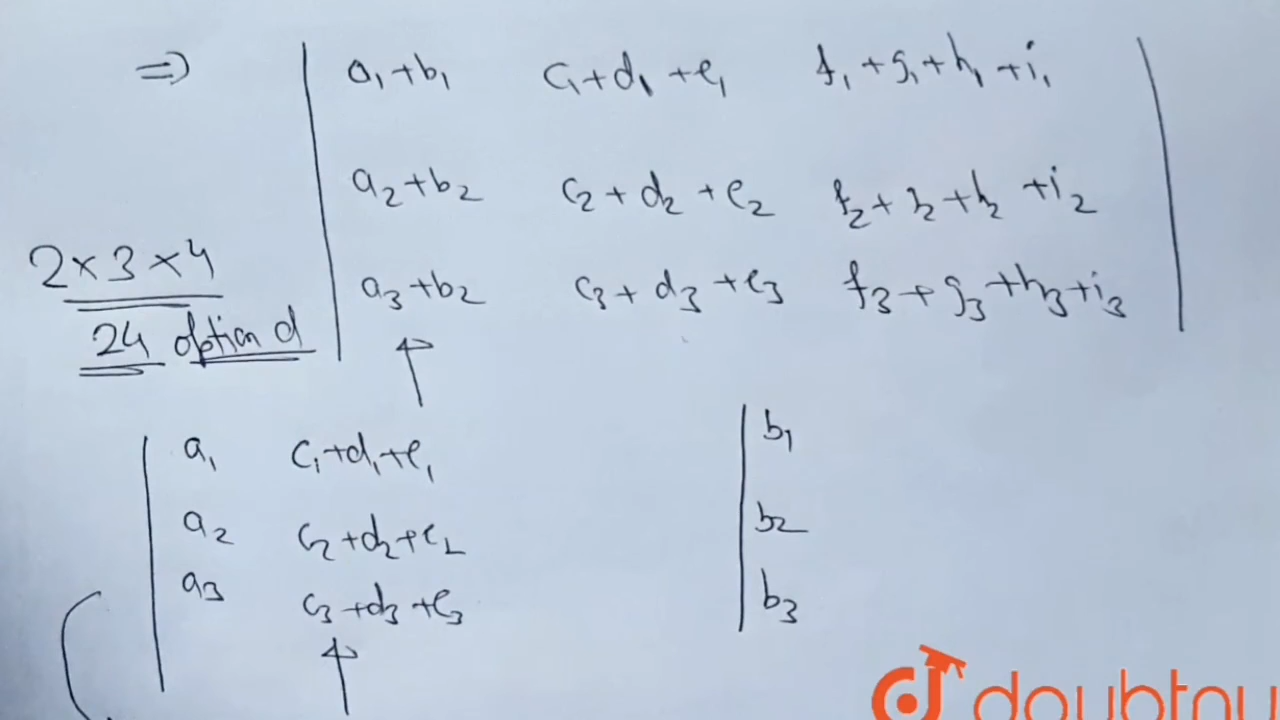 ⇒ | a₁+b₁ c₁+d₁+e₁ f₁+g₁+h₁+i₁ |
a₂+b₂ c₂+d₂+e₂ f₂+g₂+h₂+i₂
2×3×4
a₃+b₂ c₃+d₃+e₃ f₃+g₃+h₃+i₃
24 option d
a₁ c₁+d₁+e₁ b₁
a₂ c₂+d₂+e₂ b₂
a₃ c₃+d₃+e₃ b₃
doubtnu